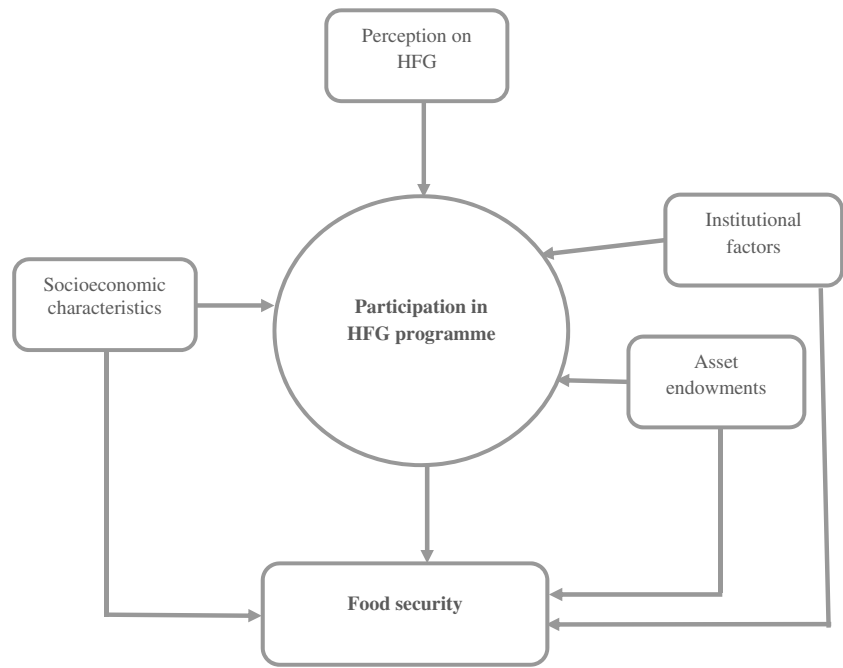 Perception on
HFG
Institutional
factors
Socioeconomic
characteristics
Participation in
HFG programme
Asset
endowments
Food security